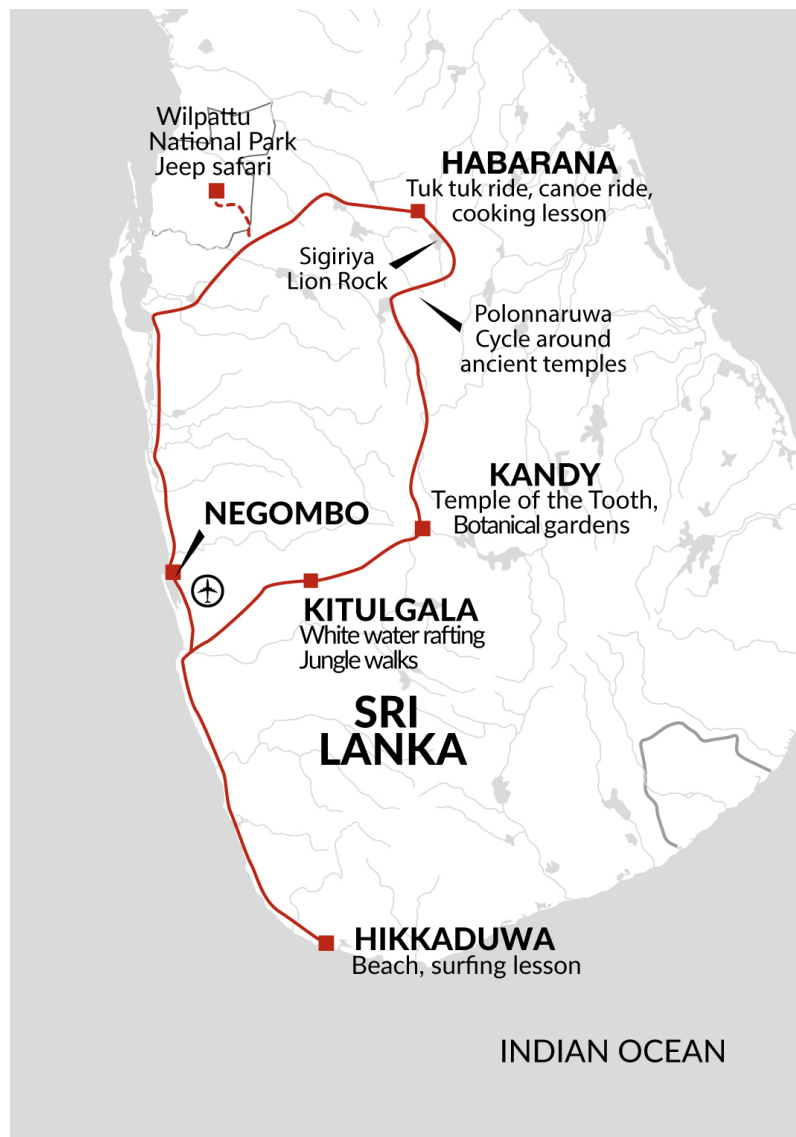 Wilpattu
National Park
Jeep safari
HABARANA
Tuk tuk ride, canoe ride,
cooking lesson
Sigiriya
Lion Rock
Polonnaruwa
Cycle around
ancient temples
KANDY
Temple of the Tooth,
Botanical gardens
NEGOMBO
KITULGALA
White water rafting
Jungle walks
SRI
LANKA
HIKKADUWA
Beach, surfing lesson
INDIAN OCEAN